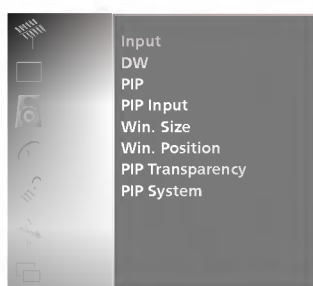 Input
DW
PIP
PIP Input
Win. Size
Win. Position
PIP Transparency
PIP System